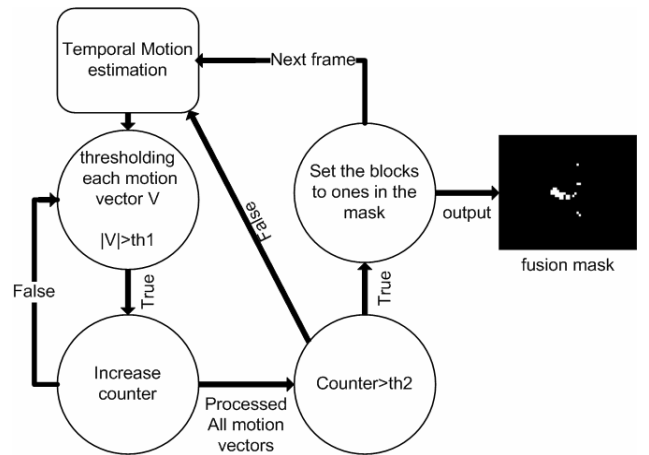 Temporal Motion
estimation
Next frame
thresholding
each motion
vector V
|V|>th1
Set the blocks
to ones in the
mask
output
fusion mask
False
False
True
True
Increase
counter
Processed
All motion
vectors
Counter>th2